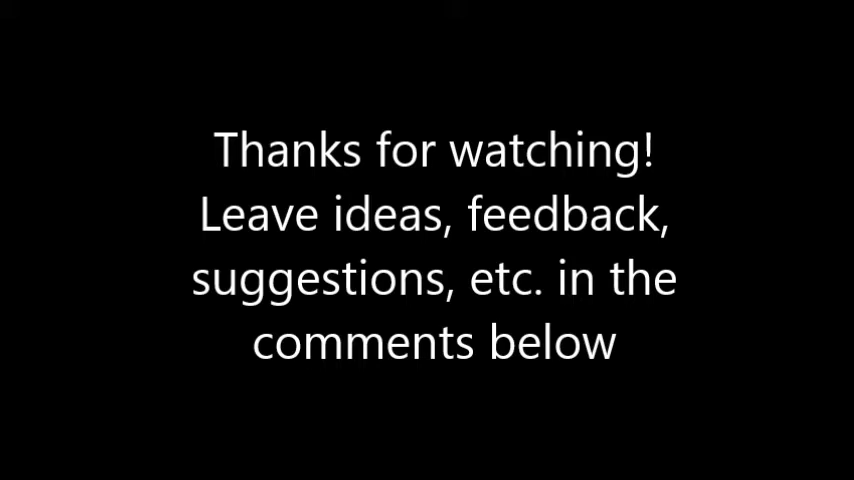 Thanks for watching!
Leave ideas, feedback,
suggestions, etc. in the
comments below